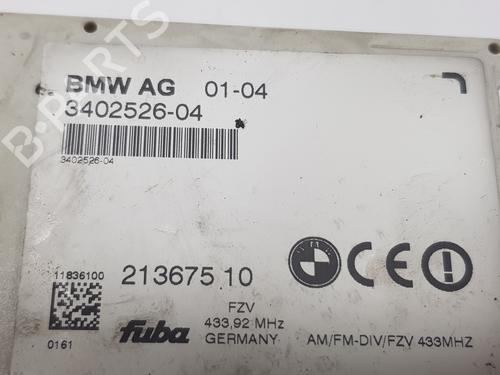 BMW AG 01-04
3402526-04
3402526-04
11836100
213675 10
0161
fuba
FZV
433,92 MHz
GERMANY
AM/FM-DIV/FZV 433MHZ
CE
B-PARTS